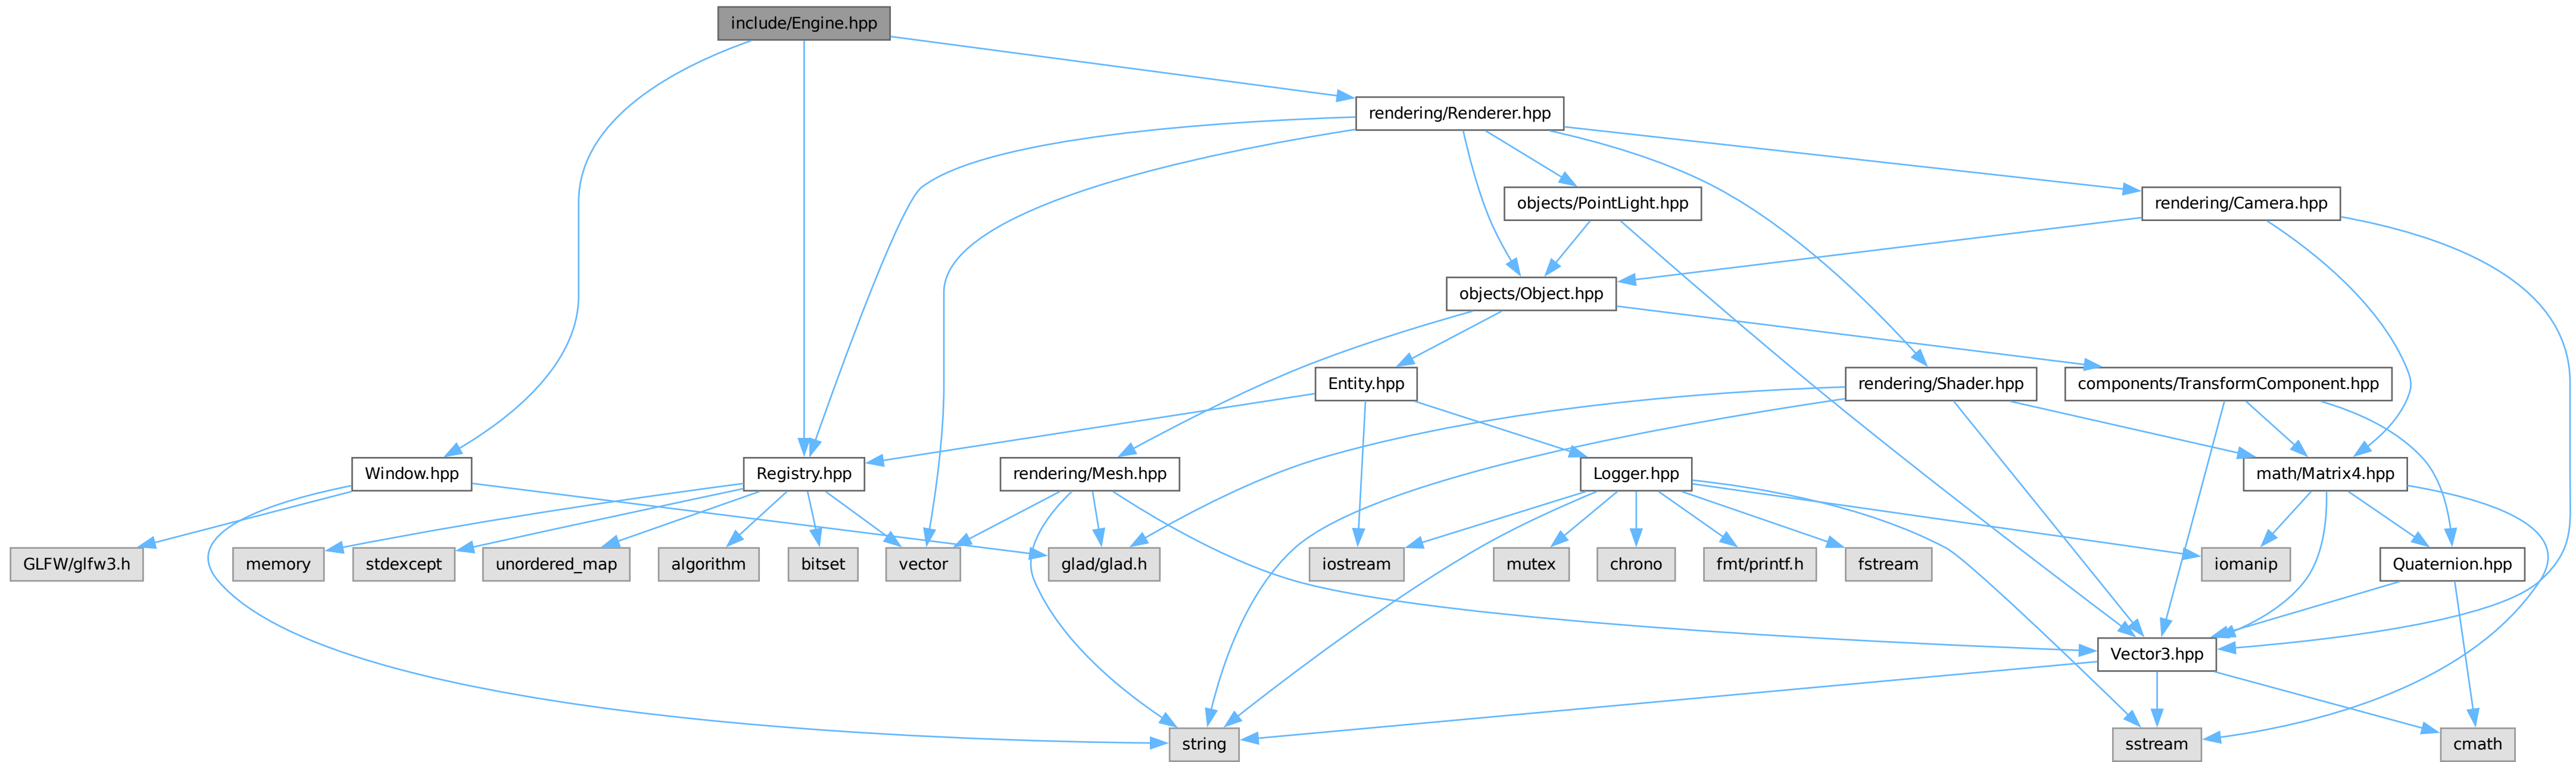 include/Engine.hpp
rendering/Renderer.hpp
objects/PointLight.hpp
rendering/Camera.hpp
objects/Object.hpp
Entity.hpp
rendering/Shader.hpp
components/TransformComponent.hpp
Window.hpp
Registry.hpp
rendering/Mesh.hpp
Logger.hpp
math/Matrix4.hpp
GLFW/glfw3.h
memory
stdexcept
unordered_map
algorithm
bitset
vector
glad/glad.h
iostream
mutex
chrono
fmt/printf.h
fstream
iomanip
Quaternion.hpp
Vector3.hpp
string
sstream
cmath